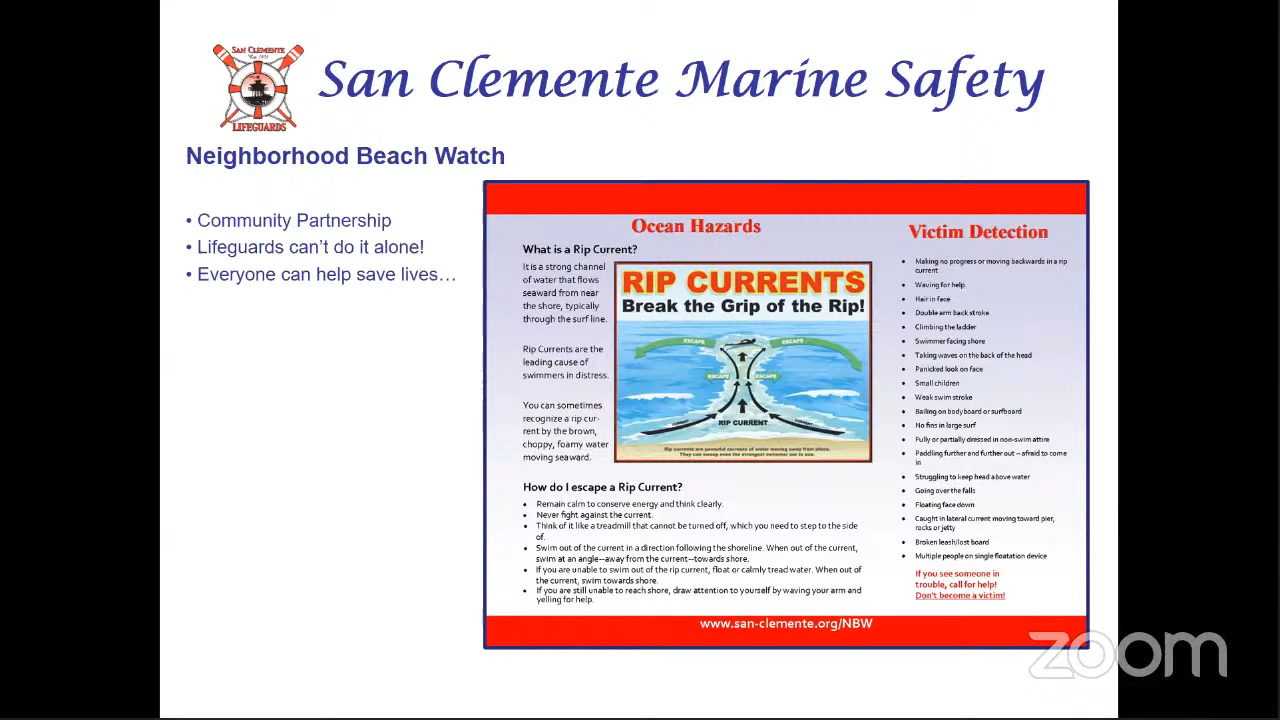 SAN CLEMENTE
LIFEGUARDS
San Clemente Marine Safety
Neighborhood Beach Watch
• Community Partnership
• Lifeguards can't do it alone!
• Everyone can help save lives…
Ocean Hazards
What is a Rip Current?
It is a strong channel
of water that flows
seaward from near
the shore, typically
through the surf line.
Rip Currents are the
leading cause of
swimmers in distress.
You can sometimes
recognize a rip cur-
rent by the brown,
choppy, foamy water
moving seaward.
RIP CURRENTS
Break the Grip of the Rip!
ESCAPE
ESCAPE
ESCAPE
ESCAPE
RIP CURRENT
CURRENT
CURRENT
Rip currents are powerful currents of water moving away from shore.
They can sweep even the strongest swimmer out to sea.
How do I escape a Rip Current?
• Remain calm to conserve energy and think clearly.
• Never fight against the current.
• Think of it like a treadmill that cannot be turned off, which you need to step to the side
of.
• Swim out of the current in a direction following the shoreline. When out of the current,
swim at an angle--away from the current--towards shore.
• If you are unable to swim out of the rip current, float or calmly tread water. When out of
the current, swim towards shore.
• If you are still unable to reach shore, draw attention to yourself by waving your arm and
yelling for help.
Victim Detection
• Making no progress or moving backwards in a rip
current
• Waving for help
• Hair in face
• Double arm back stroke
• Climbing the ladder
• Swimmer facing shore
• Taking waves on the back of the head
• Panicked look on face
• Small children
• Weak swim stroke
• Bailing on bodyboard or surfboard
• No fins in large surf
• Fully or partially dressed in non-swim attire
• Paddling further and further out – afraid to come
in
• Struggling to keep head above water
• Going over the falls
• Floating face down
• Caught in lateral current moving toward pier,
rocks or jetty
• Broken leash/lost board
• Multiple people on single floatation device
If you see someone in
trouble, call for help!
Don't become a victim!
www.san-clemente.org/NBW
zoom